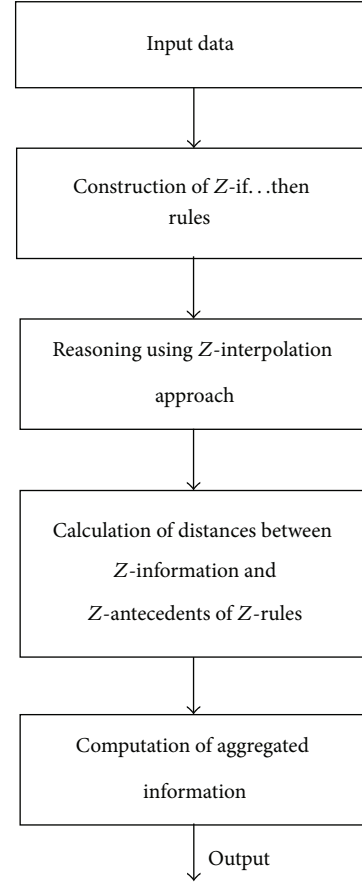 Input data
Construction of Z-if...then
rules
Reasoning using Z-interpolation
approach
Calculation of distances between
Z-information and
Z-antecedents of Z-rules
Computation of aggregated
information
Output